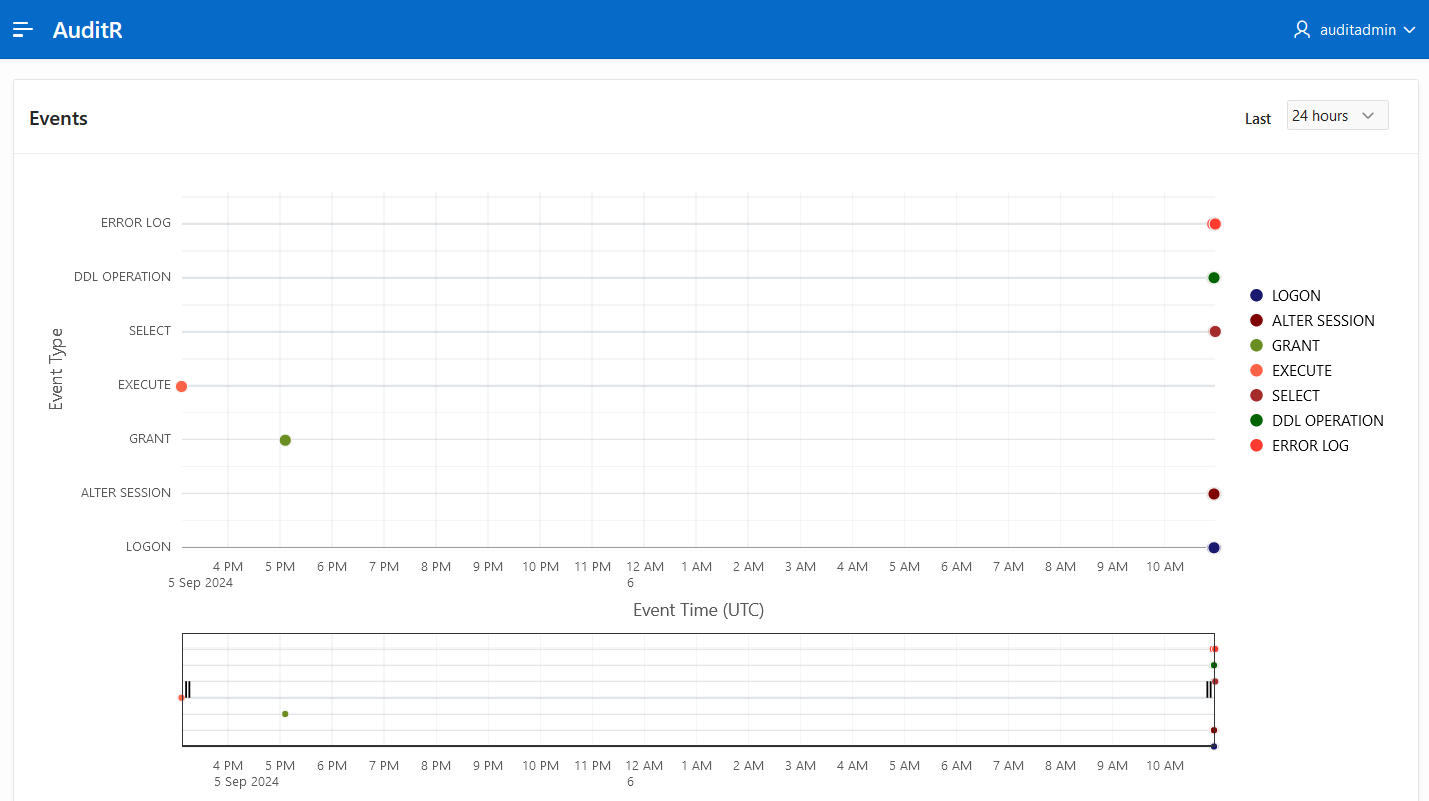 AuditR
auditadmin
Events
Last
24 hours
ERROR LOG
DDL OPERATION
SELECT
EXECUTE
GRANT
ALTER SESSION
LOGON
Event Type
LOGON
ALTER SESSION
GRANT
EXECUTE
SELECT
DDL OPERATION
ERROR LOG
4 PM 5 PM 6 PM 7 PM 8 PM 9 PM 10 PM 11 PM 12 AM 1 AM 2 AM 3 AM 4 AM 5 AM 6 AM 7 AM 8 AM 9 AM 10 AM
5 Sep 2024 6
Event Time (UTC)
4 PM 5 PM 6 PM 7 PM 8 PM 9 PM 10 PM 11 PM 12 AM 1 AM 2 AM 3 AM 4 AM 5 AM 6 AM 7 AM 8 AM 9 AM 10 AM
5 Sep 2024 6